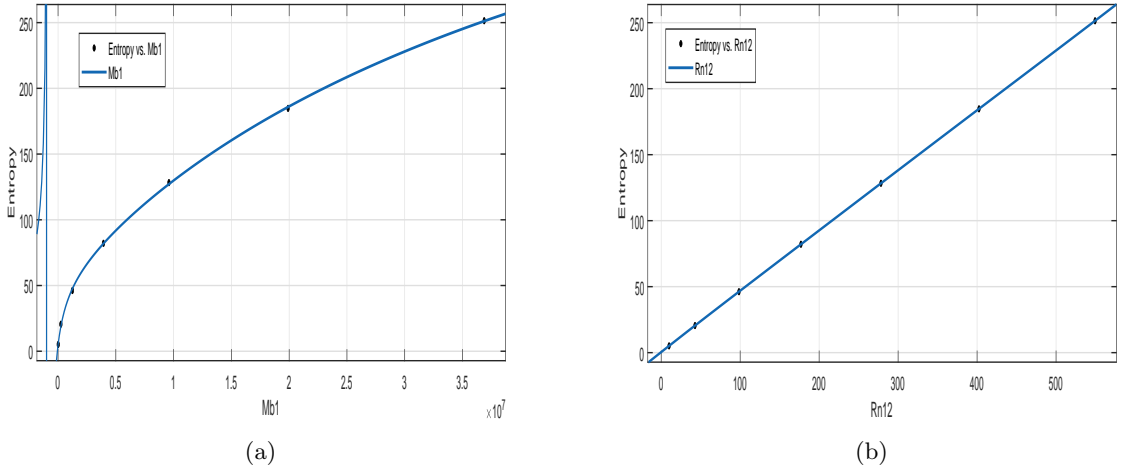 250
200
150
100
50
0
Entropy
Entropy vs. Mb1
Mb1
0 0.5 1 1.5 2 2.5 3 3.5
×10^7
Mb1
(a)
250
200
150
100
50
0
Entropy
Entropy vs. Rn12
Rn12
0 100 200 300 400 500
Rn12
(b)